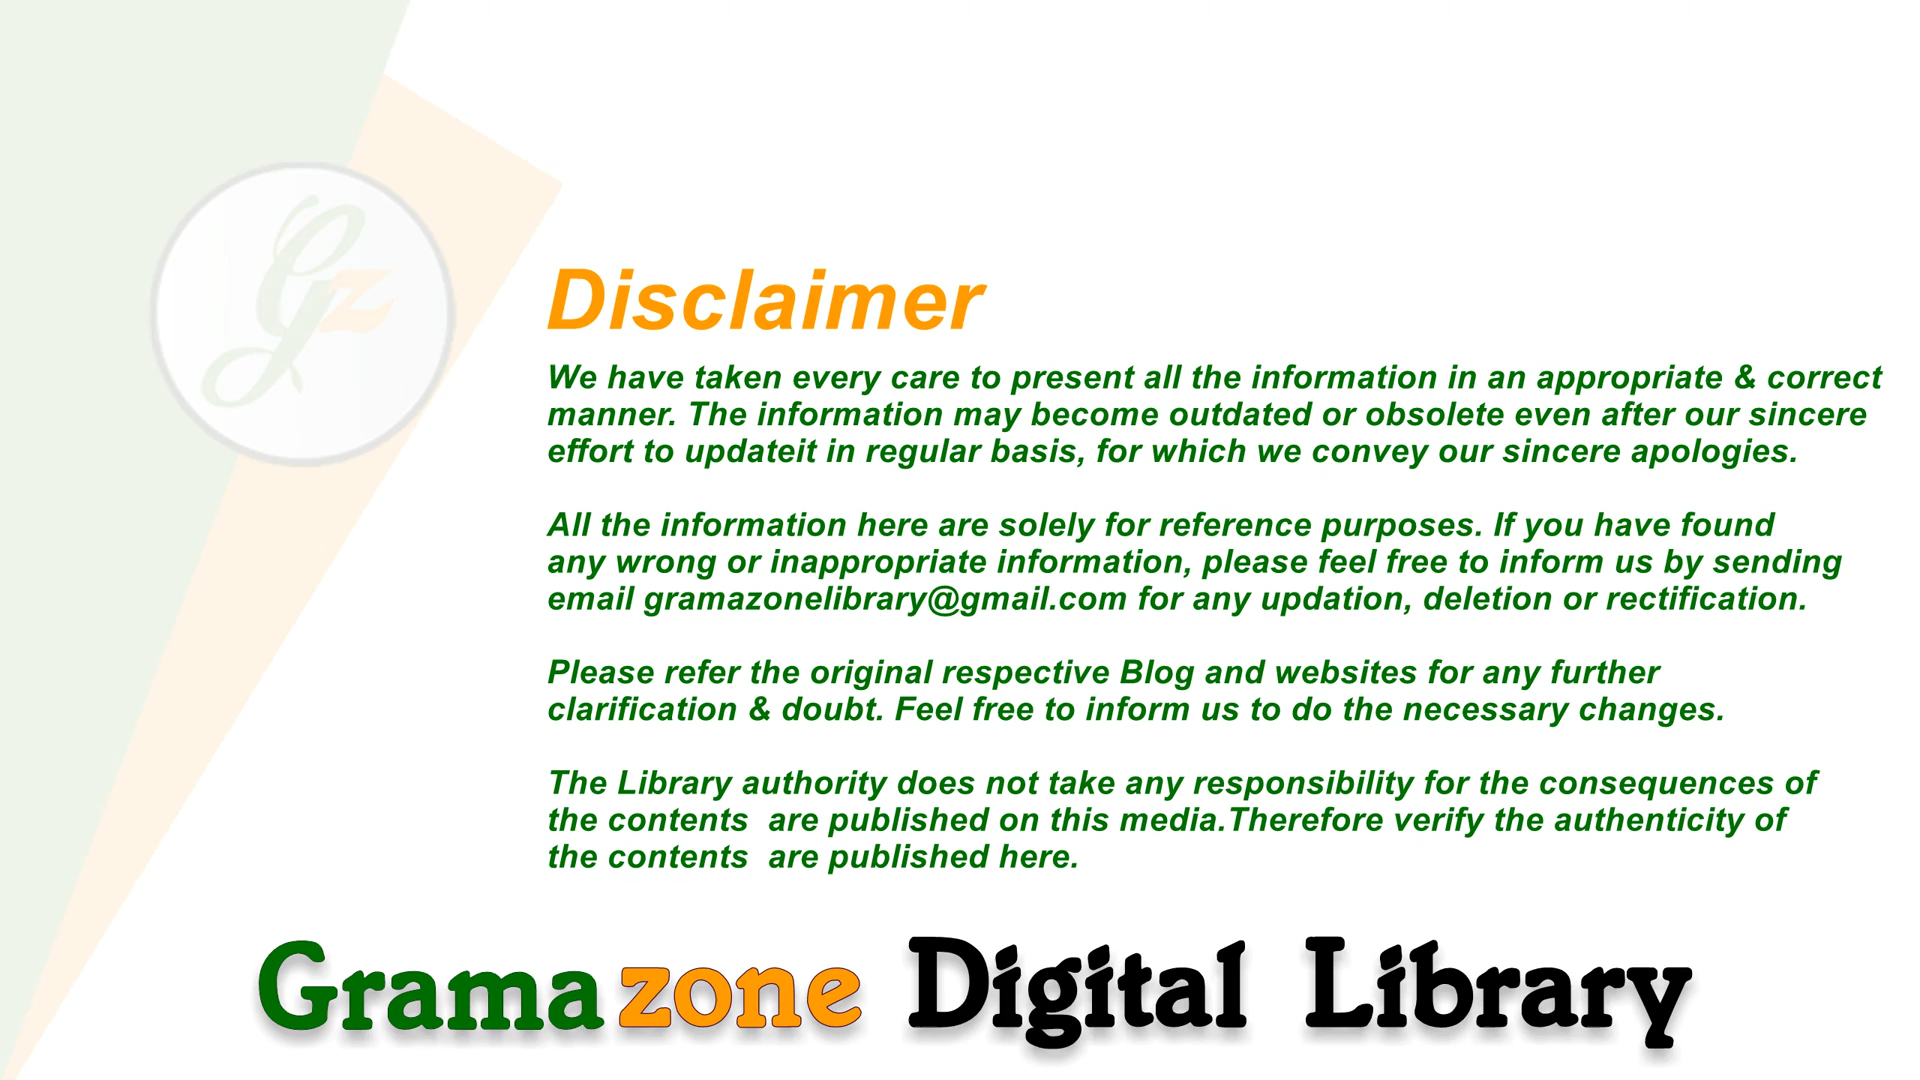 Gz
Disclaimer
We have taken every care to present all the information in an appropriate & correct
manner. The information may become outdated or obsolete even after our sincere
effort to updateit in regular basis, for which we convey our sincere apologies.
All the information here are solely for reference purposes. If you have found
any wrong or inappropriate information, please feel free to inform us by sending
email gramazonelibrary@gmail.com for any updation, deletion or rectification.
Please refer the original respective Blog and websites for any further
clarification & doubt. Feel free to inform us to do the necessary changes.
The Library authority does not take any responsibility for the consequences of
the contents  are published on this media.Therefore verify the authenticity of
the contents  are published here.
Gramazone Digital Library